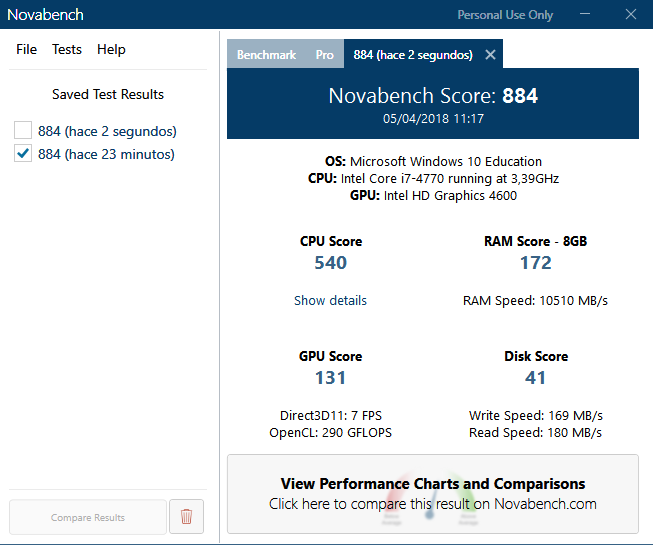 Novabench
Personal Use Only
File Tests Help
Saved Test Results
884 (hace 2 segundos)
884 (hace 23 minutos)
Compare Results
Benchmark Pro 884 (hace 2 segundos)
Novabench Score: 884
05/04/2018 11:17
OS: Microsoft Windows 10 Education
CPU: Intel Core i7-4770 running at 3,39GHz
GPU: Intel HD Graphics 4600
CPU Score
540
Show details
RAM Score - 8GB
172
RAM Speed: 10510 MB/s
GPU Score
131
Direct3D11: 7 FPS
OpenCL: 290 GFLOPS
Disk Score
41
Write Speed: 169 MB/s
Read Speed: 180 MB/s
View Performance Charts and Comparisons
Click here to compare this result on Novabench.com